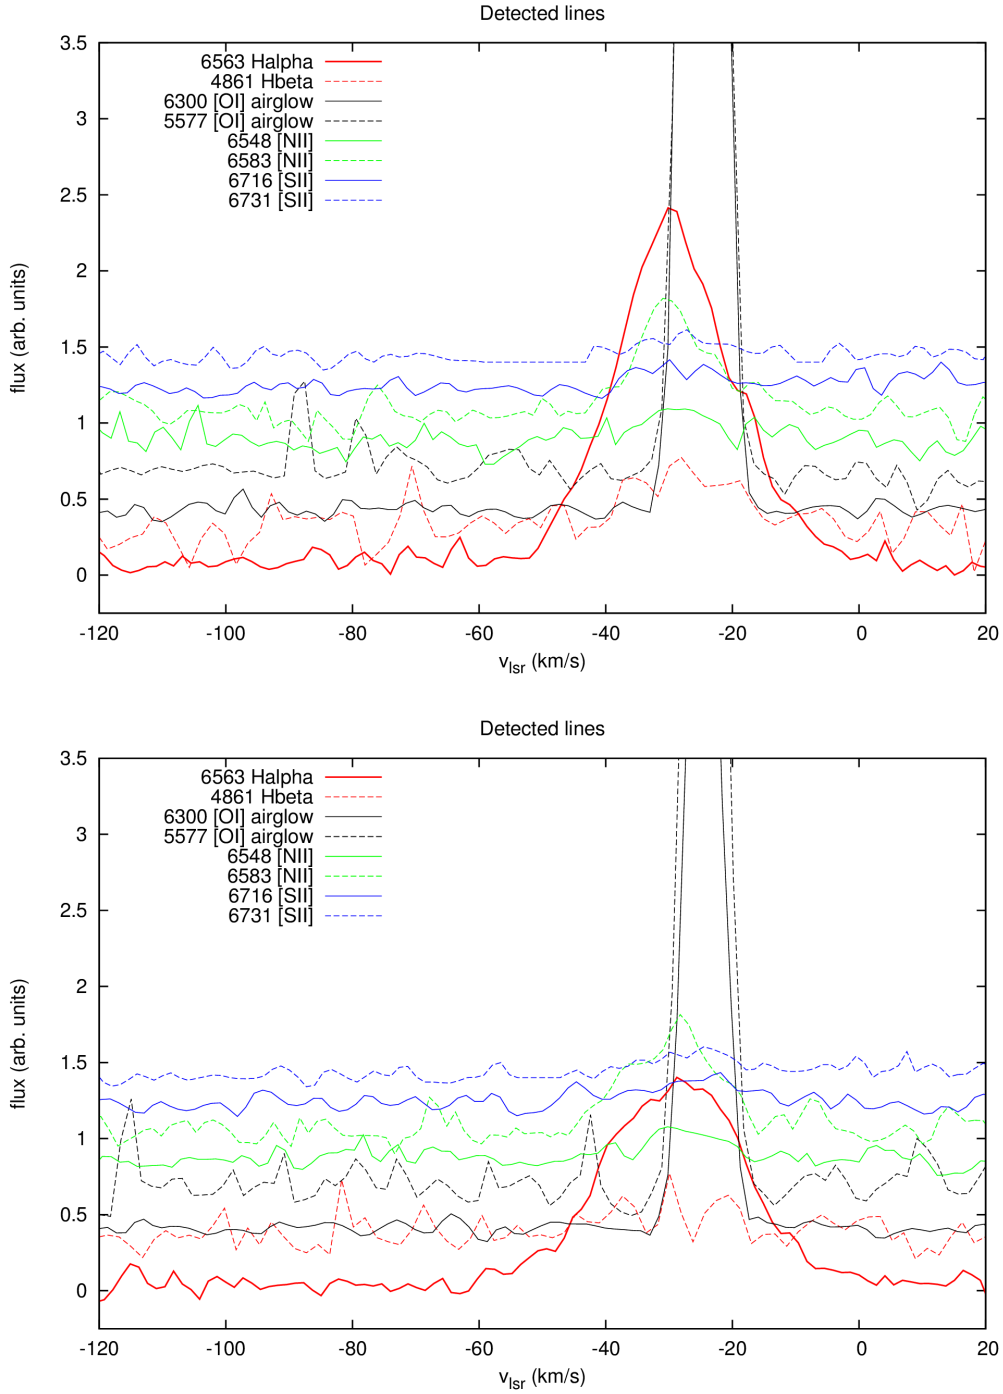 Detected lines
3.5
3
2.5
2
1.5
1
0.5
0
flux (arb. units)
6563 Halpha
4861 Hbeta
6300 [OI] airglow
5577 [OI] airglow
6548 [NII]
6583 [NII]
6716 [SII]
6731 [SII]
-120 -100 -80 -60 -40 -20 0 20
vlsr (km/s)
Detected lines
3.5
3
2.5
2
1.5
1
0.5
0
flux (arb. units)
6563 Halpha
4861 Hbeta
6300 [OI] airglow
5577 [OI] airglow
6548 [NII]
6583 [NII]
6716 [SII]
6731 [SII]
-120 -100 -80 -60 -40 -20 0 20
vlsr (km/s)